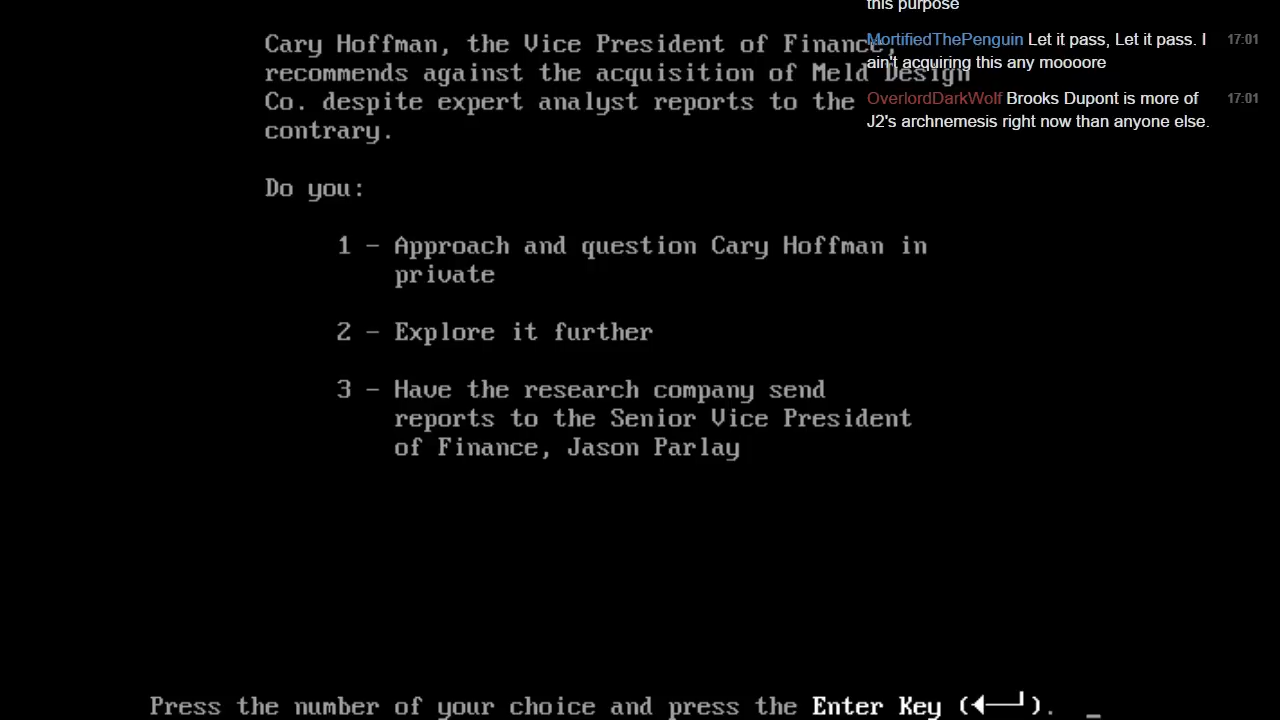 this purpose
MortifiedThePenguin Let it pass, Let it pass. I 17:01
ain't acquiring this any moooore
OverlordDarkWolf Brooks Dupont is more of 17:01
J2's archnemesis right now than anyone else.
Cary Hoffman, the Vice President of Finance,
recommends against the acquisition of Meld Design
Co. despite expert analyst reports to the
contrary.
Do you:
1 - Approach and question Cary Hoffman in
private
2 - Explore it further
3 - Have the research company send
reports to the Senior Vice President
of Finance, Jason Parlay
Press the number of your choice and press the Enter Key (◄─┘). _